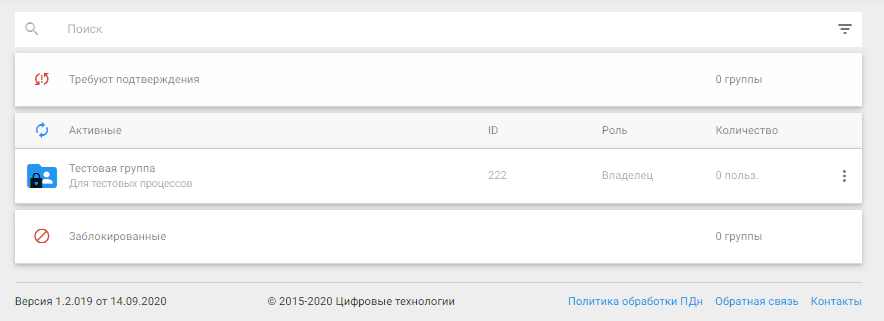 Поиск
Требуют подтверждения 0 группы
Активные ID Роль Количество
Тестовая группа
Для тестовых процессов 222 Владелец 0 польз.
Заблокированные 0 группы
Версия 1.2.019 от 14.09.2020 © 2015-2020 Цифровые технологии Политика обработки ПДн Обратная связь Контакты